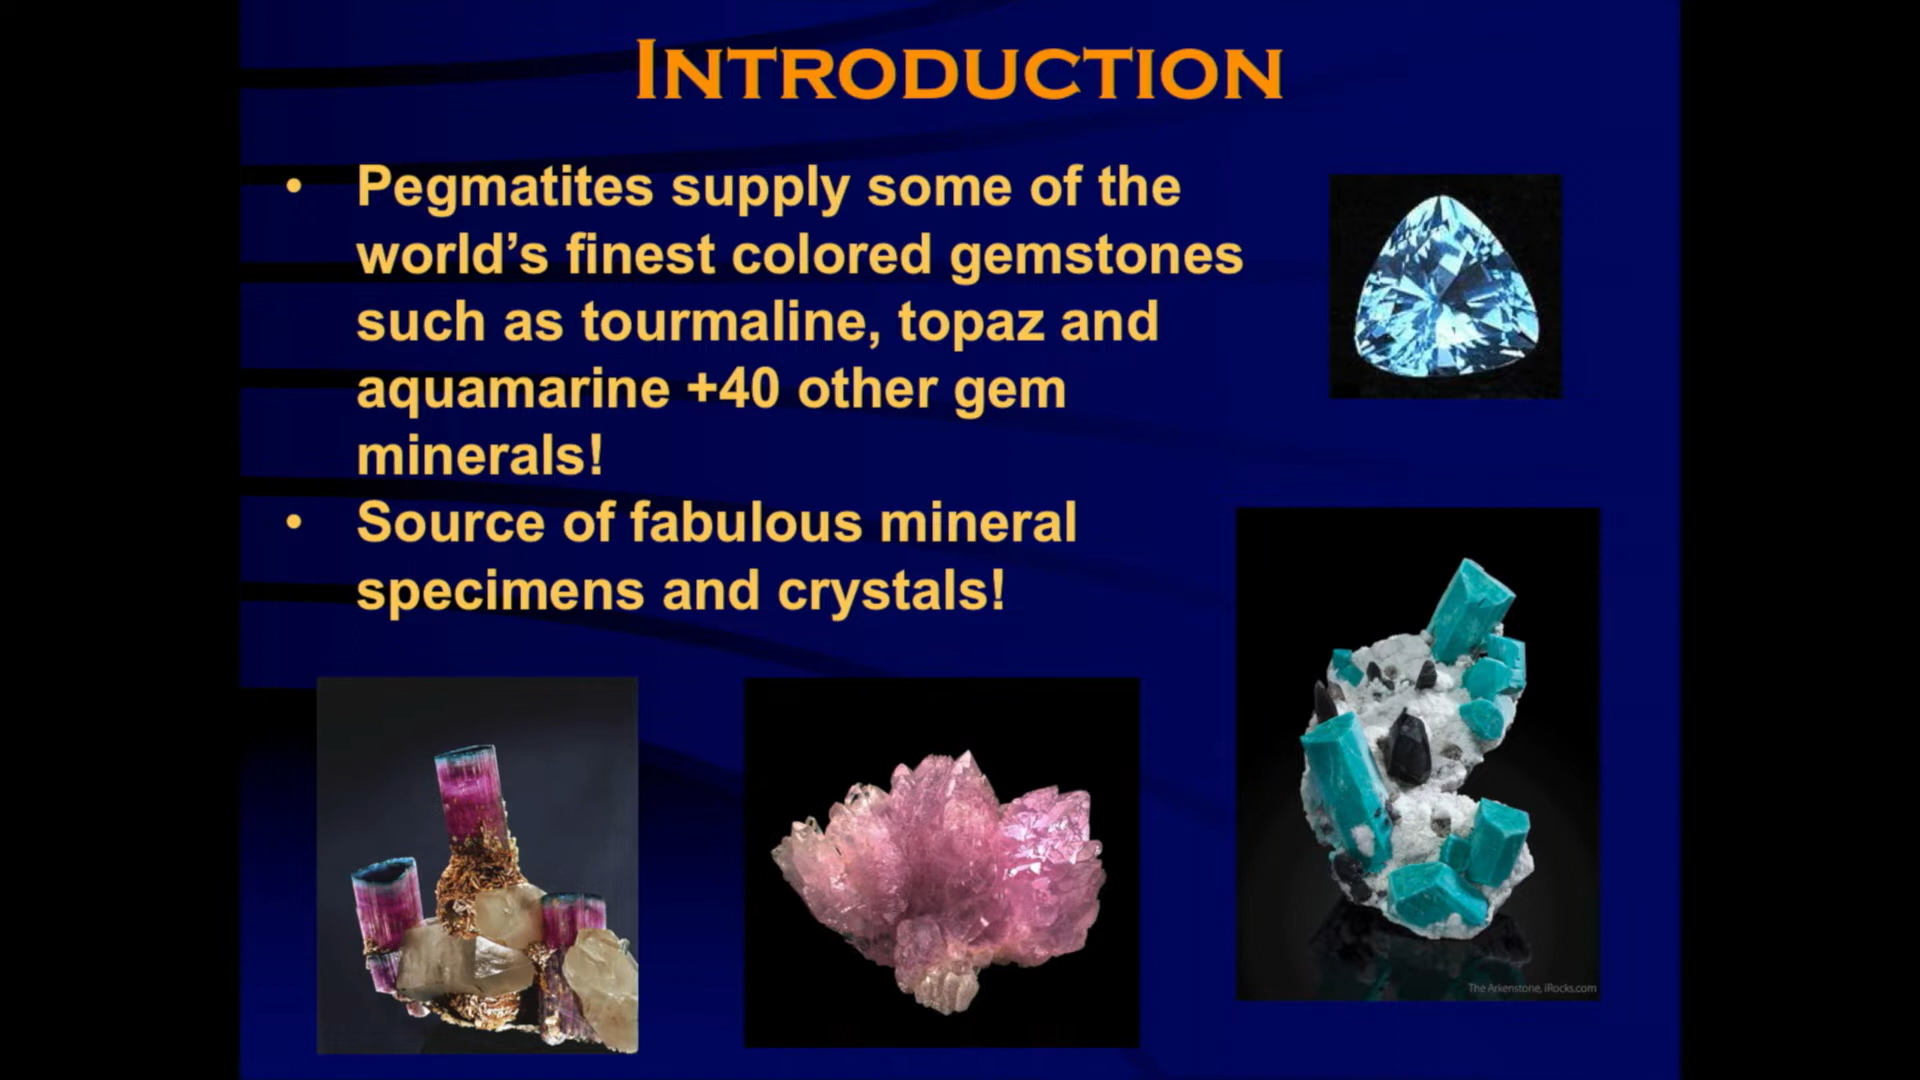 INTRODUCTION
• Pegmatites supply some of the
world’s finest colored gemstones
such as tourmaline, topaz and
aquamarine +40 other gem
minerals!
• Source of fabulous mineral
specimens and crystals!
The Arkenstone, iRocks.com